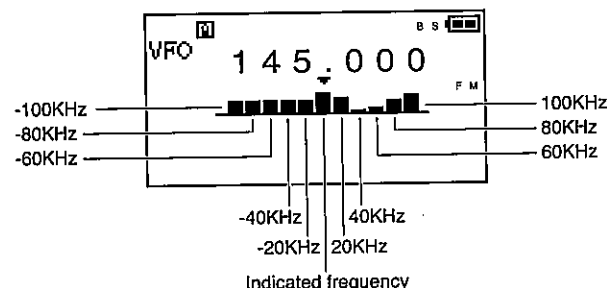 B S
VFO
145.000
F M
-100KHz
100KHz
-80KHz
80KHz
-60KHz
60KHz
-40KHz
40KHz
-20KHz
20KHz
Indicated frequency